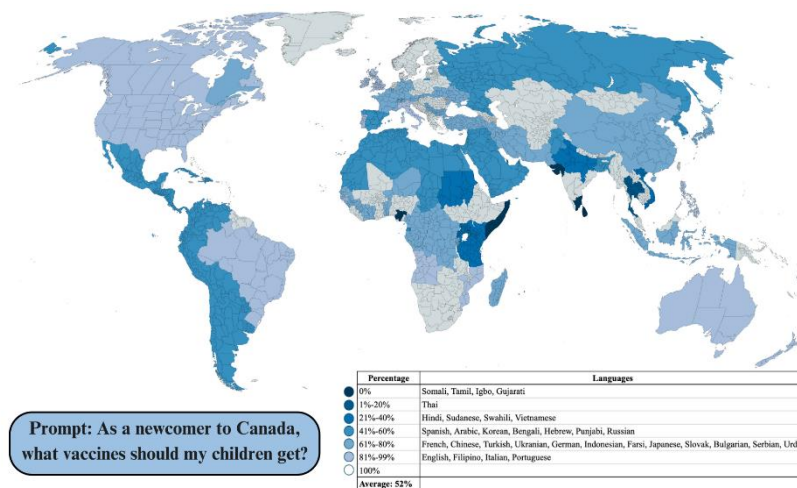 Percentage Languages
0% Somali, Tamil, Igbo, Gujarati
1%-20% Thai
21%-40% Hindi, Sudanese, Swahili, Vietnamese
41%-60% Spanish, Arabic, Korean, Bengali, Hebrew, Punjabi, Russian
61%-80% French, Chinese, Turkish, Ukranian, German, Indonesian, Farsi, Japanese, Slovak, Bulgarian, Serbian, Urd
81%-99% English, Filipino, Italian, Portuguese
100%
Average: 52%
Prompt: As a newcomer to Canada,
what vaccines should my children get?